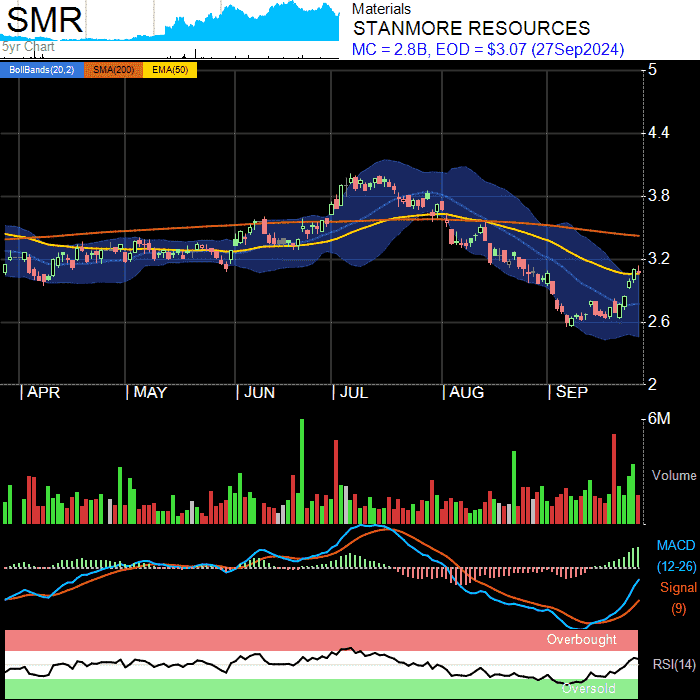 SMR
5yr Chart
Materials
STANMORE RESOURCES
MC = 2.8B, EOD = $3.07 (27Sep2024)
BollBands(20,2) SMA(200) EMA(50)
5
4.4
3.8
3.2
2.6
2
APR MAY JUN JUL AUG SEP
6M
Volume
MACD
(12-26)
Signal
(9)
Overbought
RSI(14)
Oversold